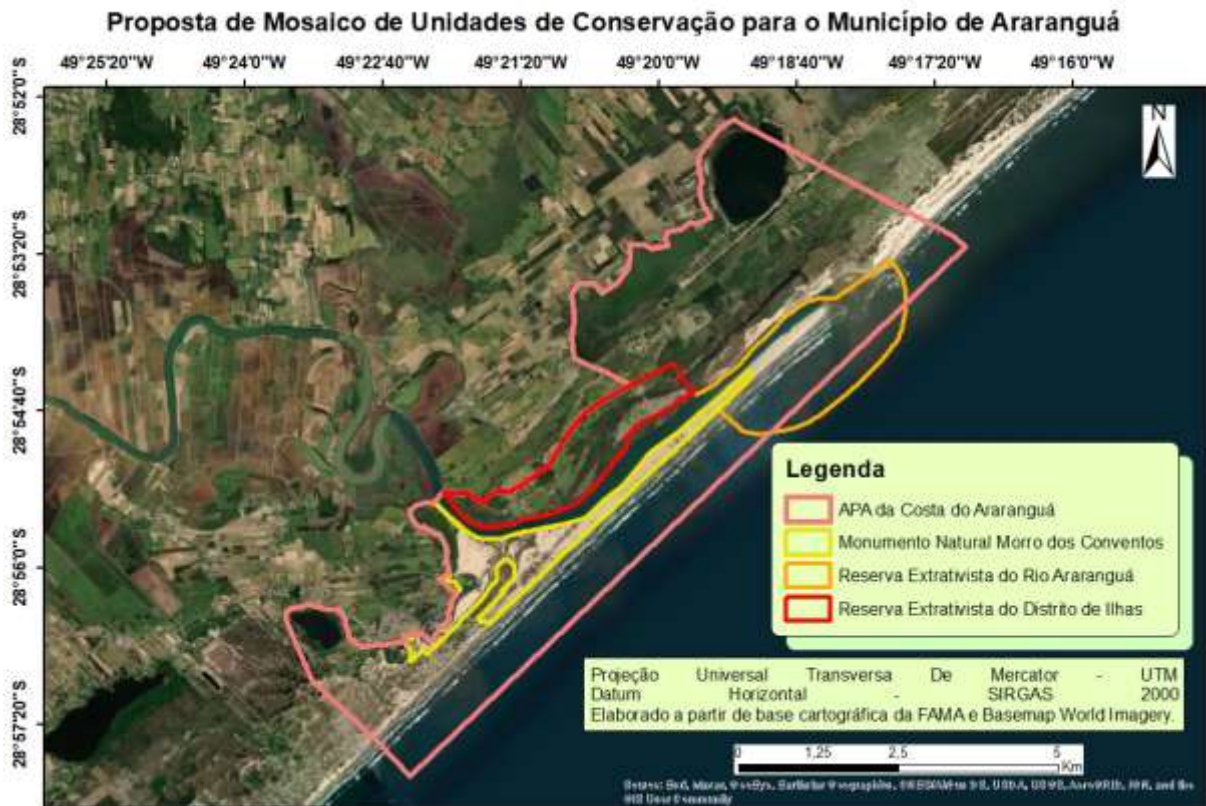 Proposta de Mosaico de Unidades de Conservação para o Município de Araranguá
49°25'20"W 49°24'0"W 49°22'40"W 49°21'20"W 49°20'0"W 49°18'40"W 49°17'20"W 49°16'0"W
28°52'0"S
28°53'20"S
28°54'40"S
28°56'0"S
28°57'20"S
N
Legenda
APA da Costa do Araranguá
Monumento Natural Morro dos Conventos
Reserva Extrativista do Rio Araranguá
Reserva Extrativista do Distrito de Ilhas
Projeção Universal Transversa De Mercator - UTM
Datum Horizontal - SIRGAS 2000
Elaborado a partir de base cartográfica da FAMA e Basemap World Imagery.
0 1,25 2,5 5
Km